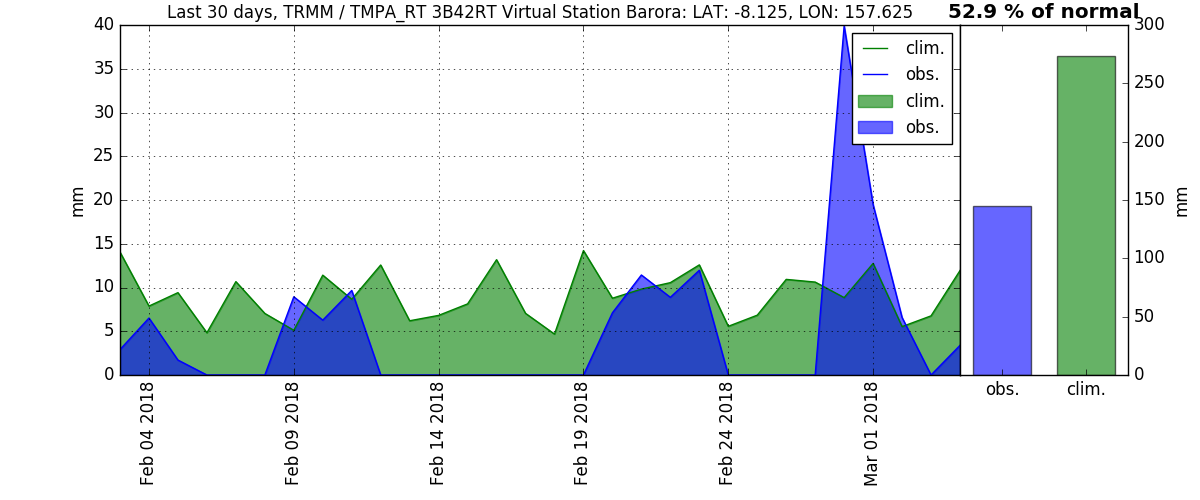 Last 30 days, TRMM / TMPA_RT 3B42RT Virtual Station Barora: LAT: -8.125, LON: 157.625
52.9 % of normal
40
35
30
25
20
15
10
5
0
mm
clim.
obs.
clim.
obs.
300
250
200
150
100
50
0
mm
obs.
clim.
Feb 04 2018
Feb 09 2018
Feb 14 2018
Feb 19 2018
Feb 24 2018
Mar 01 2018